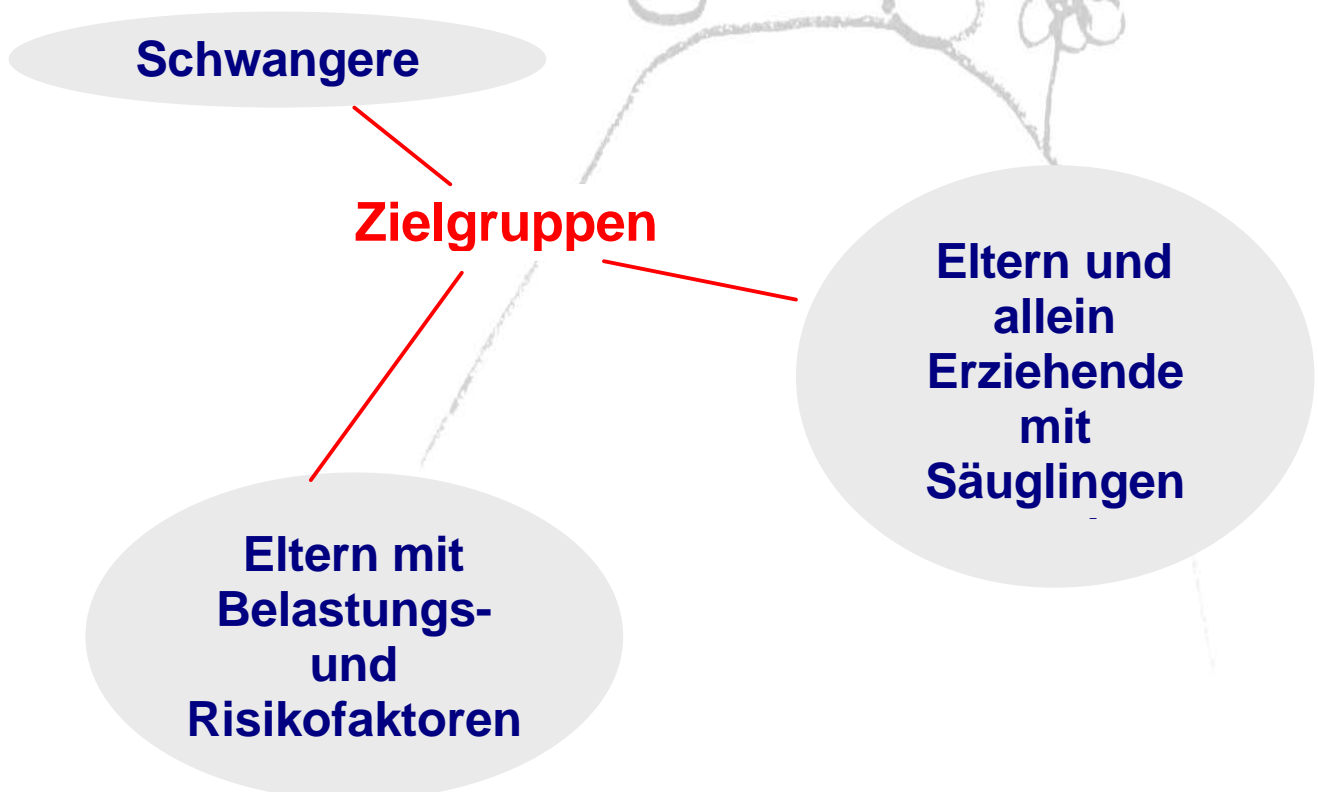 Schwangere
Zielgruppen
Eltern und
allein
Erziehende
mit
Säuglingen
Eltern mit
Belastungs-
und
Risikofaktoren